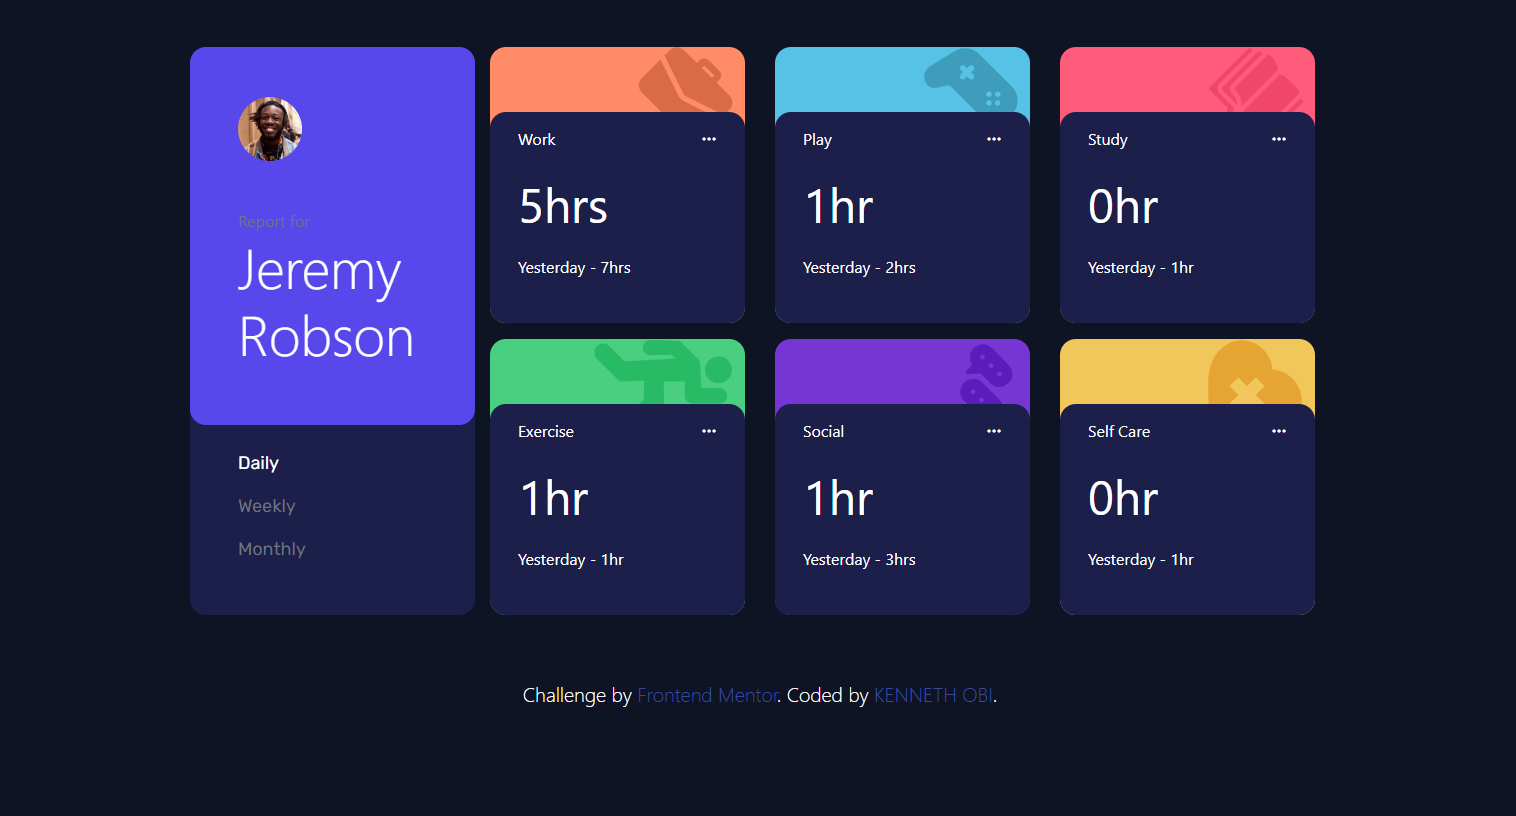 Report for
Jeremy
Robson
Daily
Weekly
Monthly
Work
5hrs
Yesterday - 7hrs
Play
1hr
Yesterday - 2hrs
Study
0hr
Yesterday - 1hr
Exercise
1hr
Yesterday - 1hr
Social
1hr
Yesterday - 3hrs
Self Care
0hr
Yesterday - 1hr
Challenge by Frontend Mentor. Coded by KENNETH OBI.